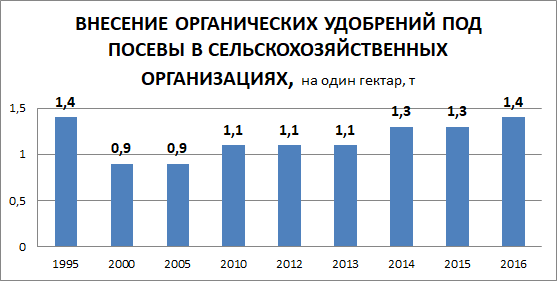 ВНЕСЕНИЕ ОРГАНИЧЕСКИХ УДОБРЕНИЙ ПОД
ПОСЕВЫ В СЕЛЬСКОХОЗЯЙСТВЕННЫХ
ОРГАНИЗАЦИЯХ, на один гектар, т
1,4 0,9 0,9 1,1 1,1 1,1 1,3 1,3 1,4
1,5
1
0,5
0
1995 2000 2005 2010 2012 2013 2014 2015 2016